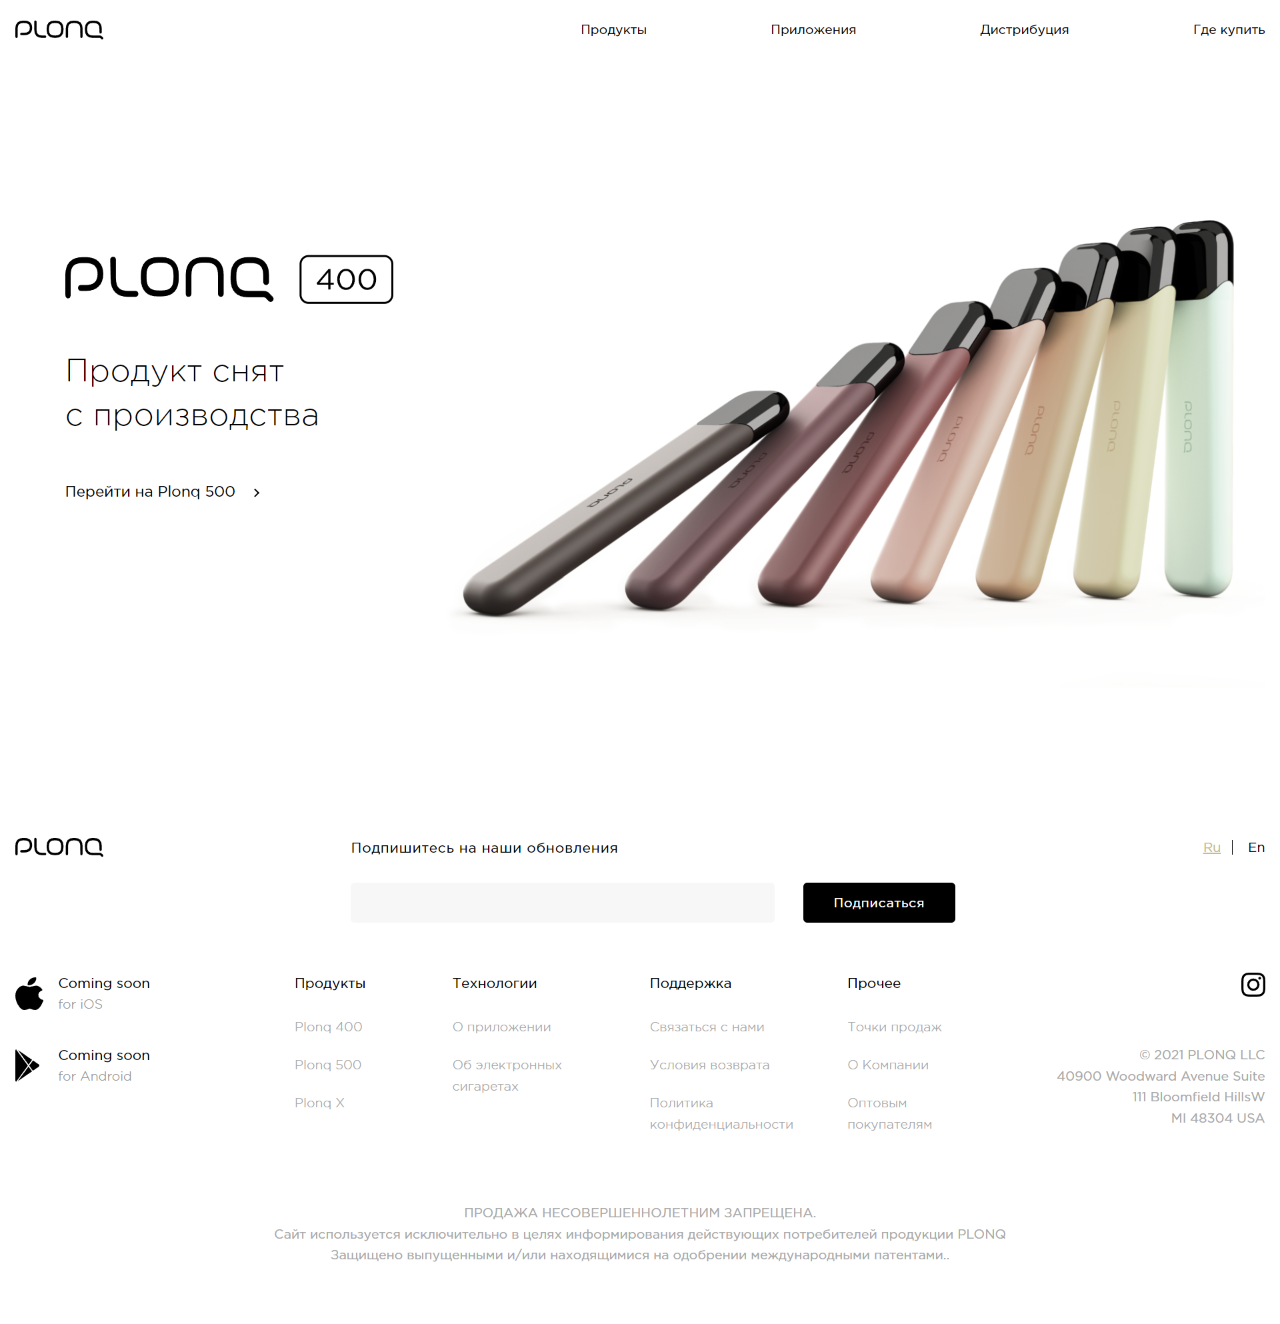 PLONQ
Продукты
Приложения
Дистрибуция
Где купить
PLONQ 400
Продукт снят
с производства
Перейти на Plonq 500
PLONQ
PLONQ
PLONQ
PLONQ
PLONQ
PLONQ
PLONQ
PLONQ
Подпишитесь на наши обновления
Ru | En
Подписаться
Coming soon
for iOS
Coming soon
for Android
Продукты
Plonq 400
Plonq 500
Plonq X
Технологии
О приложении
Об электронных
сигаретах
Поддержка
Связаться с нами
Условия возврата
Политика
конфиденциальности
Прочее
Точки продаж
О Компании
Оптовым
покупателям
© 2021 PLONQ LLC
40900 Woodward Avenue Suite
111 Bloomfield HillsW
MI 48304 USA
ПРОДАЖА НЕСОВЕРШЕННОЛЕТНИМ ЗАПРЕЩЕНА.
Сайт используется исключительно в целях информирования действующих потребителей продукции PLONQ
Защищено выпущенными и/или находящимися на одобрении международными патентами..